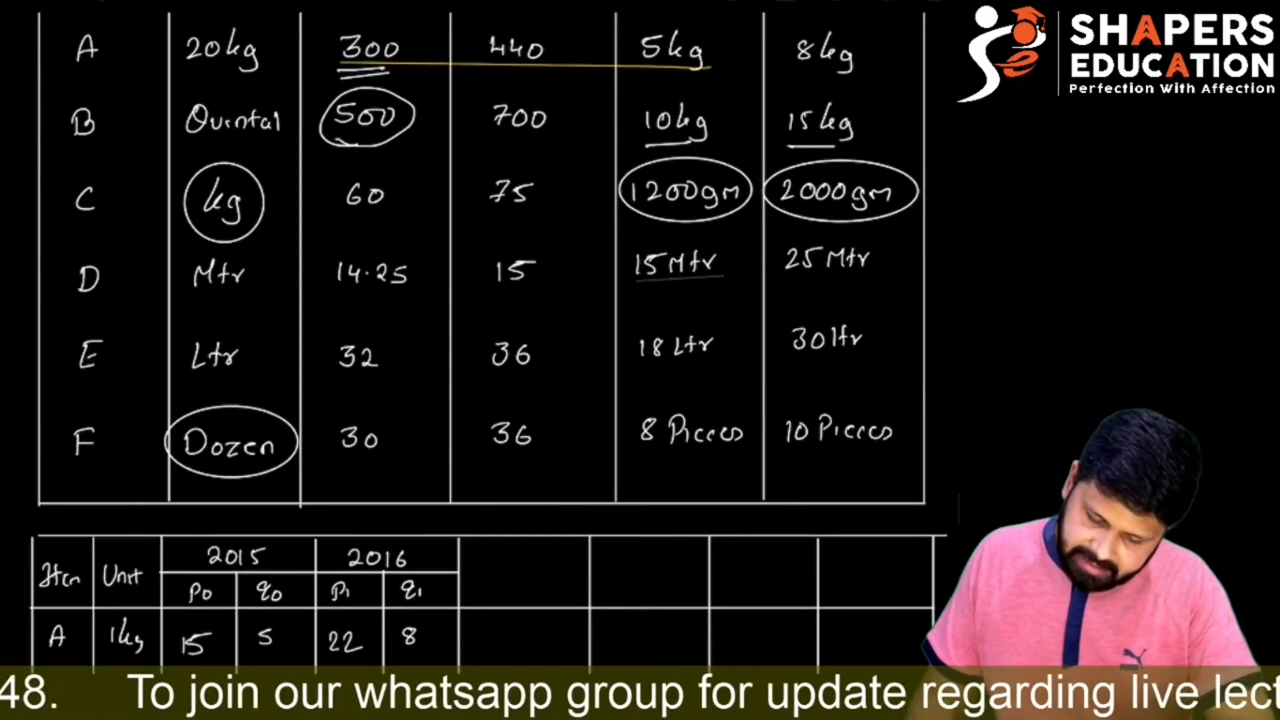 A 20kg 300 440 5kg 8kg
B Quintal 500 700 10kg 15kg
C kg 60 75 1200gm 2000gm
D Mtr 14.25 15 15Mtr 25Mtr
E Ltr 32 36 18 Ltr 30ltr
F Dozen 30 36 8 Pieces 10 Pieces
Item Unit 2015 2016
p0 q0 p1 q1
A 1kg 15 5 22 8
SHAPERS
EDUCATION
Perfection With Affection
48. To join our whatsapp group for update regarding live lect